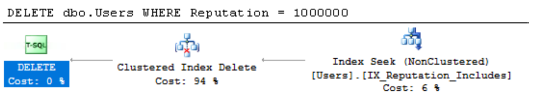 DELETE dbo.Users WHERE Reputation = 1000000
T-SQL
DELETE
Cost: 0 %
Clustered Index Delete
Cost: 94 %
Index Seek (NonClustered)
[Users].[IX_Reputation_Includes]
Cost: 6 %